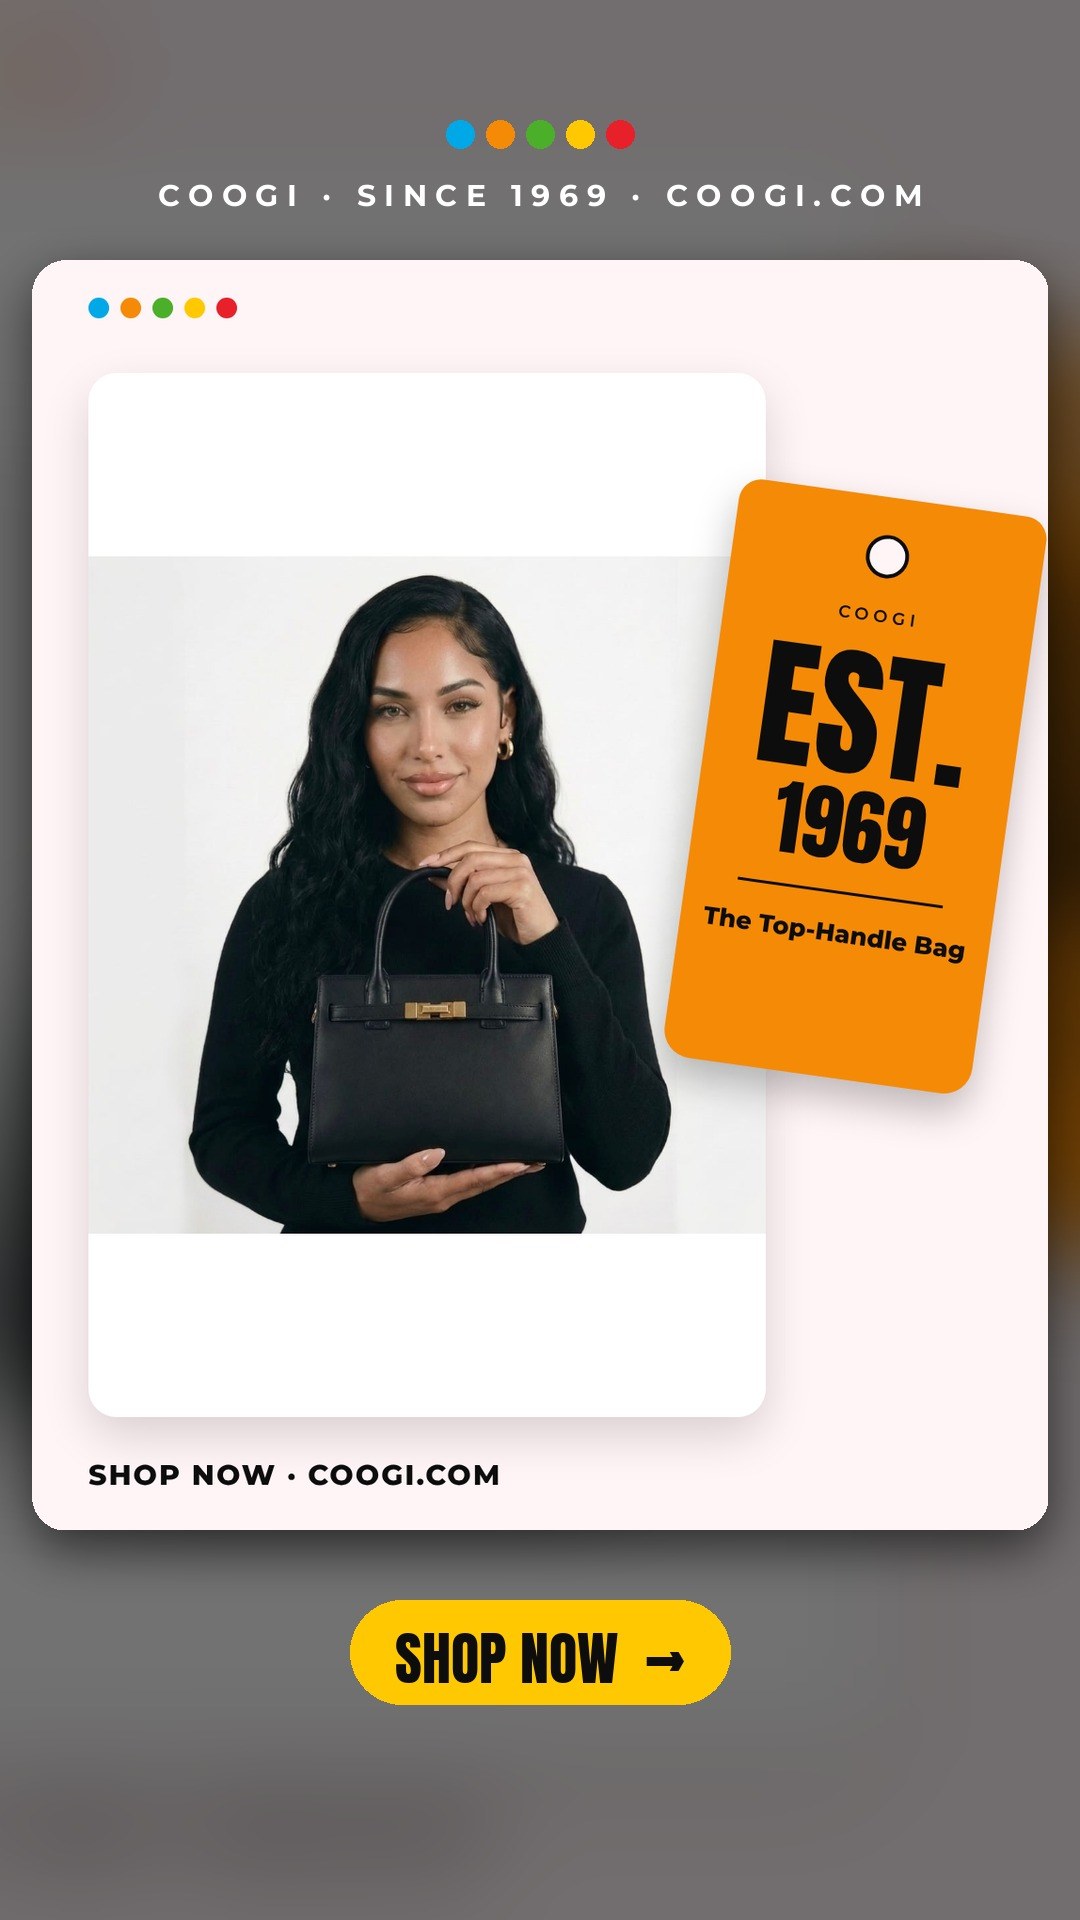 COOGI · SINCE 1969 · COOGI.COM
COOGI
EST.
1969
The Top-Handle Bag
SHOP NOW · COOGI.COM
SHOP NOW →